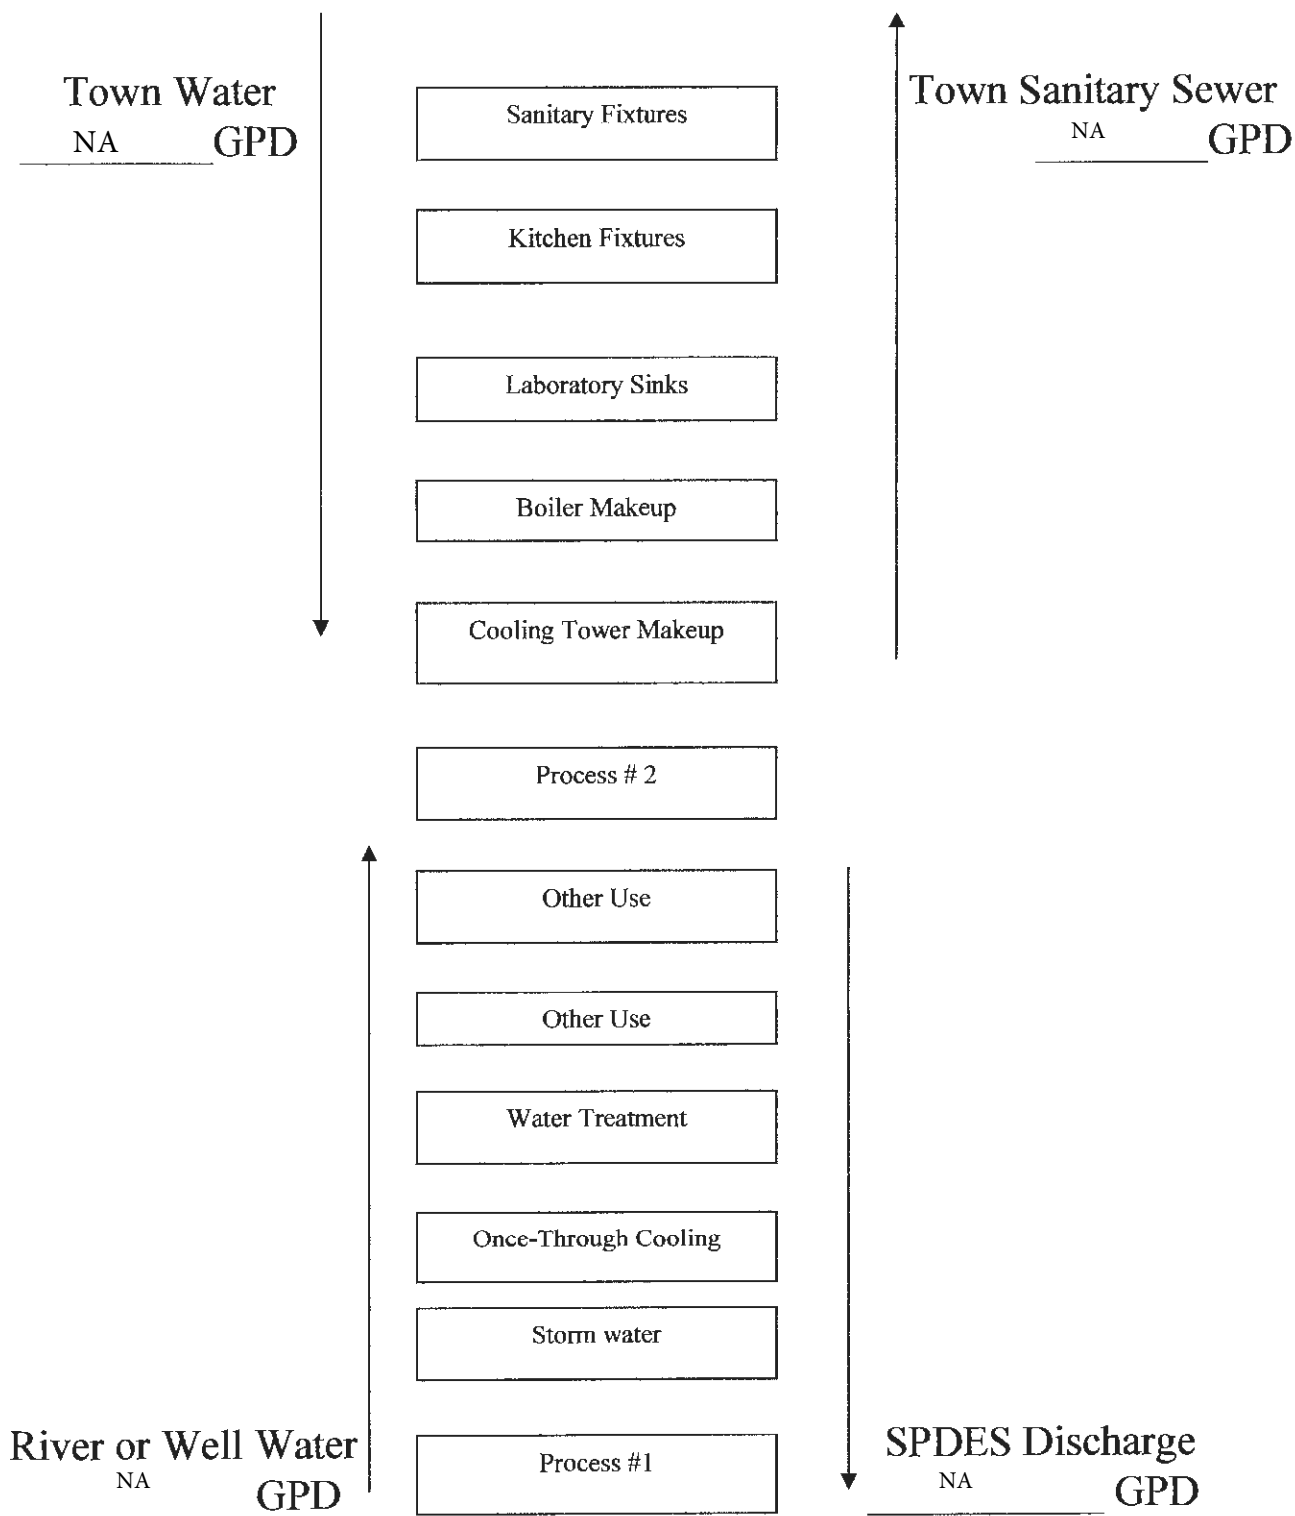 Town Water
NA GPD
Town Sanitary Sewer
NA GPD
Sanitary Fixtures
Kitchen Fixtures
Laboratory Sinks
Boiler Makeup
Cooling Tower Makeup
Process # 2
Other Use
Other Use
Water Treatment
Once-Through Cooling
Storm water
Process #1
River or Well Water
NA GPD
SPDES Discharge
NA GPD